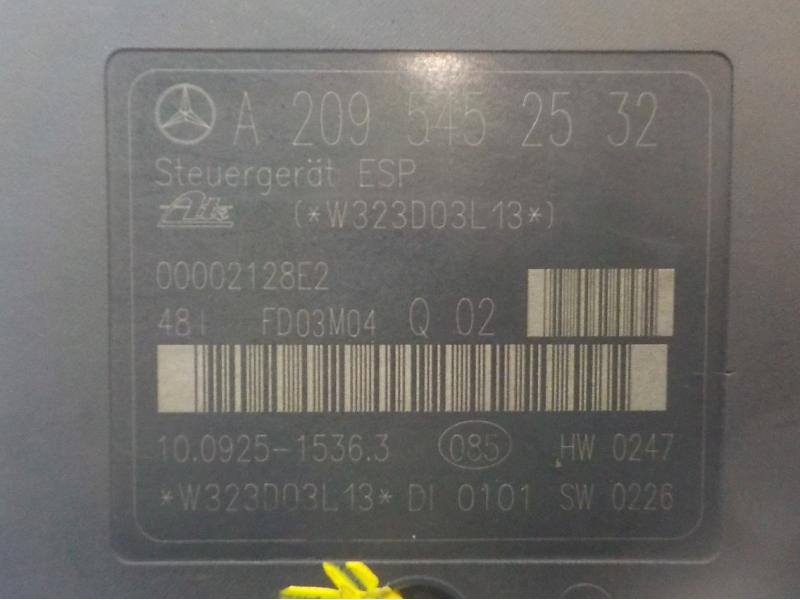 A 209 545 25 32
Steuergerät ESP
Ate (*W323D03L13*)
00002128E2
48I FD03M04 Q 02
10.0925-1536.3 085 HW 0247
*W323D03L13* DI 0101 SW 0226